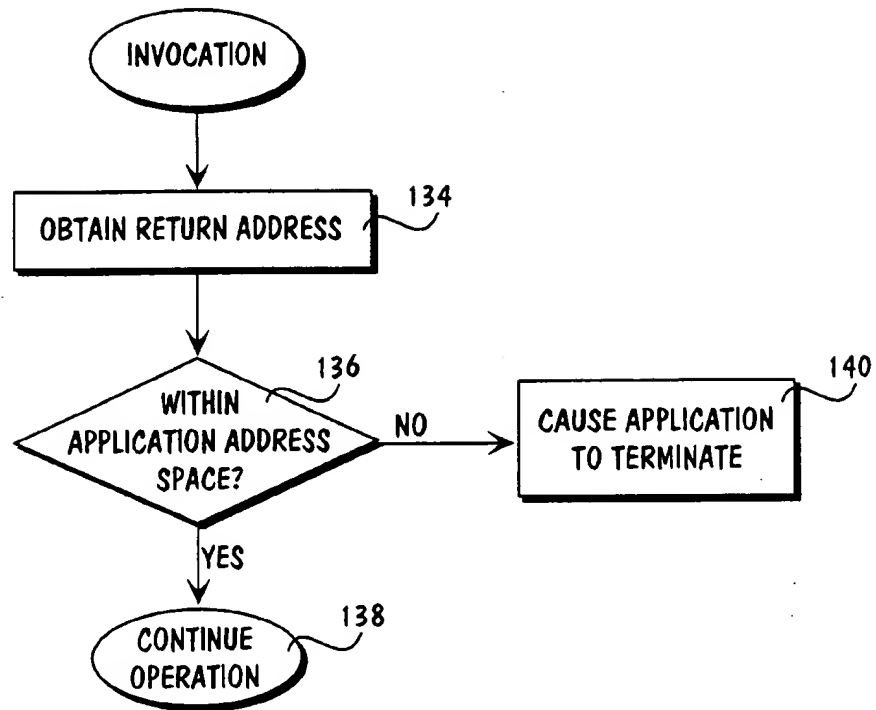 INVOCATION
134
OBTAIN RETURN ADDRESS
136
WITHIN
APPLICATION ADDRESS
SPACE?
NO
140
CAUSE APPLICATION
TO TERMINATE
YES
138
CONTINUE
OPERATION